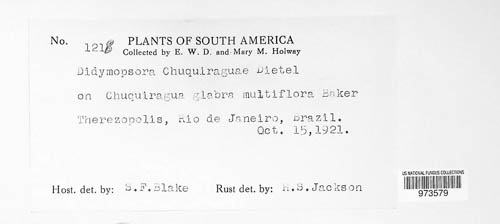 No. 1218 PLANTS OF SOUTH AMERICA
Collected by E. W. D. and Mary M. Holway
Didymopsora Chuquiraguae Dietel
on Chuquiragua glabra multiflora Baker
Therezopolis, Rio de Janeiro, Brazil.
Oct. 15, 1921.
Host. det. by: S.F.Blake Rust det. by: H.S.Jackson
US NATIONAL FUNGUS COLLECTIONS
973579